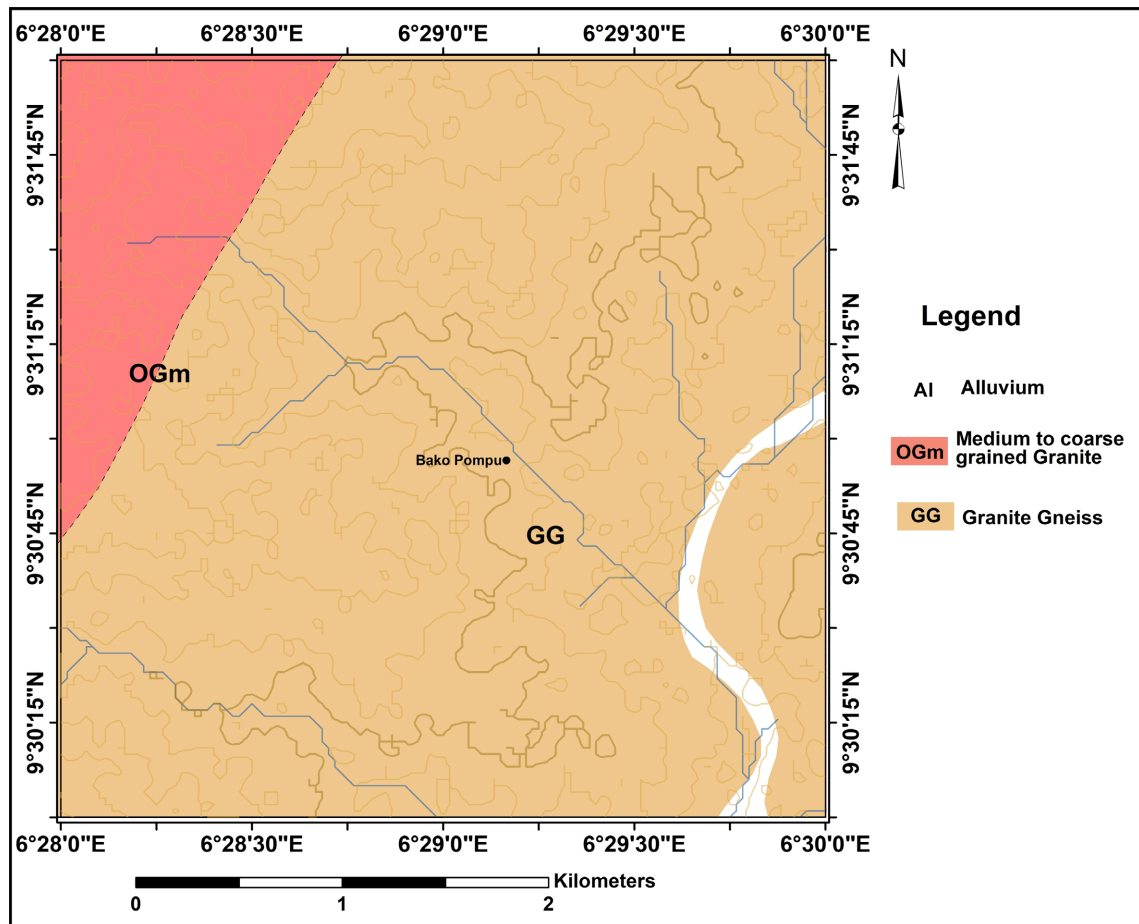 6°28'0"E 6°28'30"E 6°29'0"E 6°29'30"E 6°30'0"E
N
9°31'45"N 9°31'45"N
9°31'15"N 9°31'15"N
Legend
OGm
Al Alluvium
OGm Medium to coarse
grained Granite
Bako Pompu
GG
GG Granite Gneiss
9°30'45"N 9°30'45"N
9°30'15"N 9°30'15"N
6°28'0"E 6°28'30"E 6°29'0"E 6°29'30"E 6°30'0"E
Kilometers
0 1 2